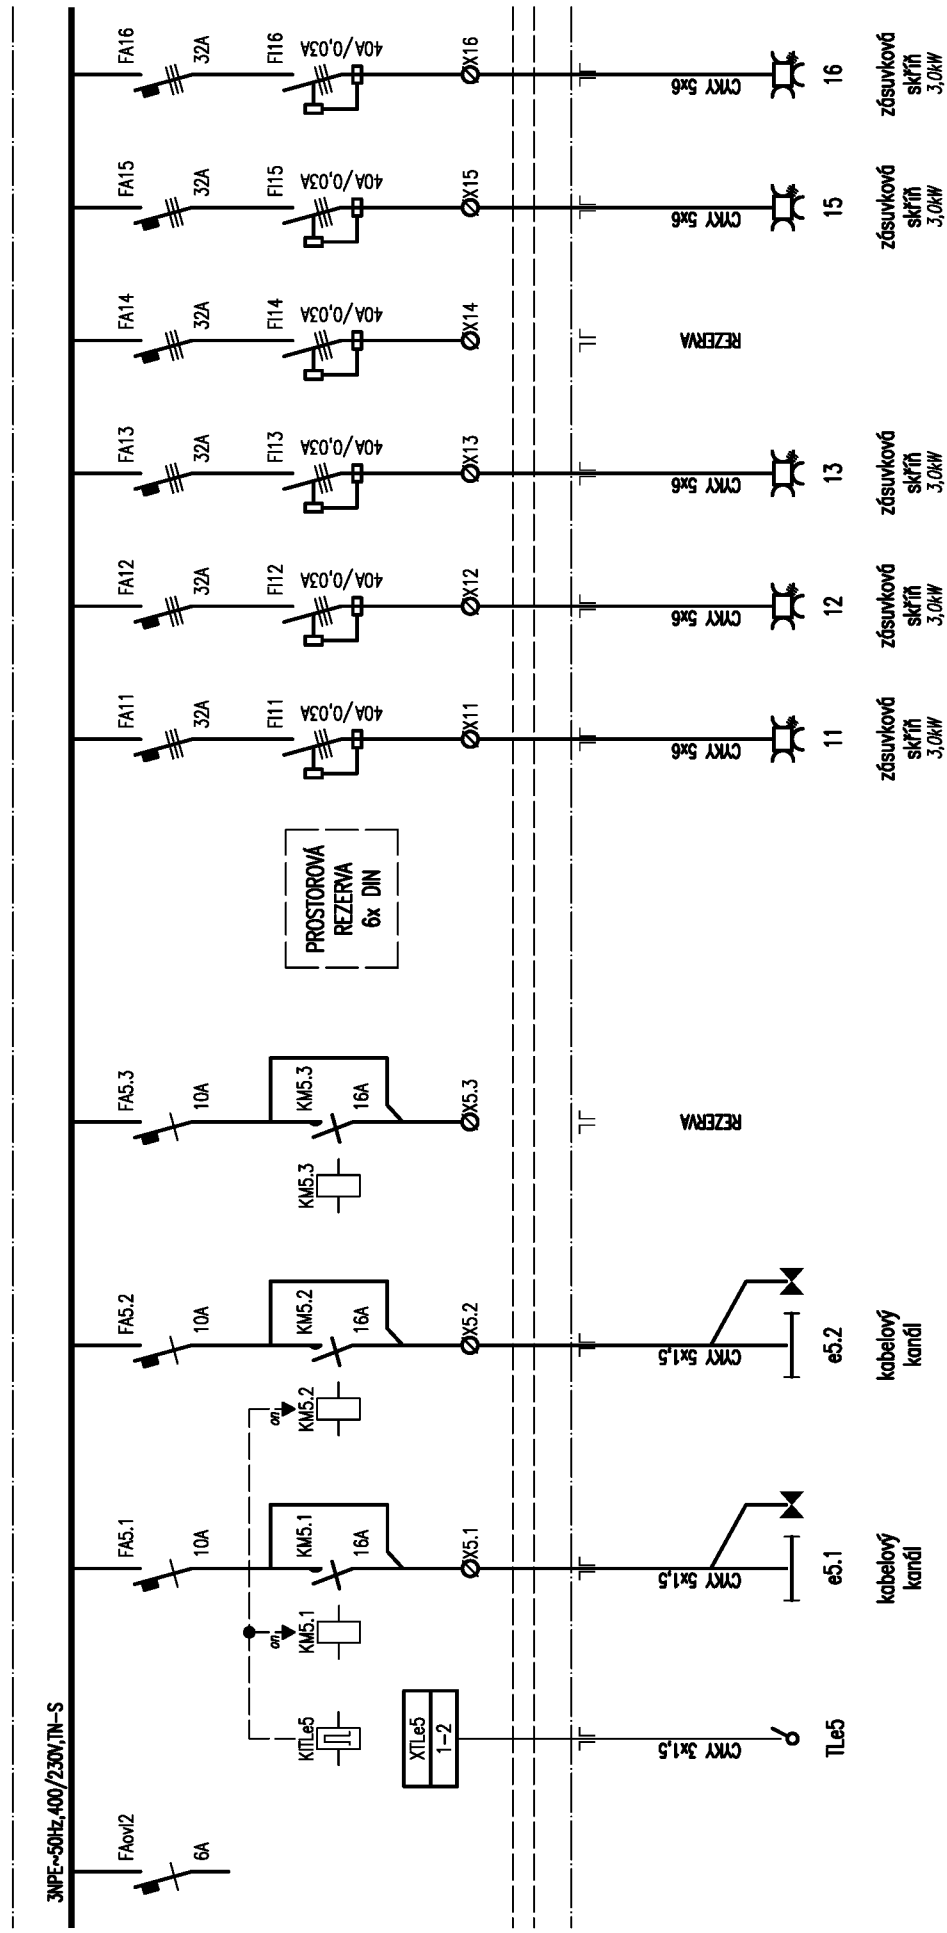 3NPE~50Hz,400/230V,TN-S
FAovl2
6A
KITLe5
XTLe5
1-2
CYKY 3x1,5
TLe5
FA5.1
10A
on
KM5.1
KM5.1
16A
X5.1
CYKY 5x1,5
e5.1
kabelový
kanál
FA5.2
10A
on
KM5.2
KM5.2
16A
X5.2
CYKY 5x1,5
e5.2
kabelový
kanál
FA5.3
10A
KM5.3
KM5.3
16A
X5.3
REZERVA
PROSTOROVÁ
REZERVA
6x DIN
FA11
32A
FI11
40A/0,03A
X11
CYKY 5x6
11
zásuvková
skříň
3,0kW
FA12
32A
FI12
40A/0,03A
X12
CYKY 5x6
12
zásuvková
skříň
3,0kW
FA13
32A
FI13
40A/0,03A
X13
CYKY 5x6
13
zásuvková
skříň
3,0kW
FA14
32A
FI14
40A/0,03A
X14
REZERVA
FA15
32A
FI15
40A/0,03A
X15
CYKY 5x6
15
zásuvková
skříň
3,0kW
FA16
32A
FI16
40A/0,03A
X16
CYKY 5x6
16
zásuvková
skříň
3,0kW